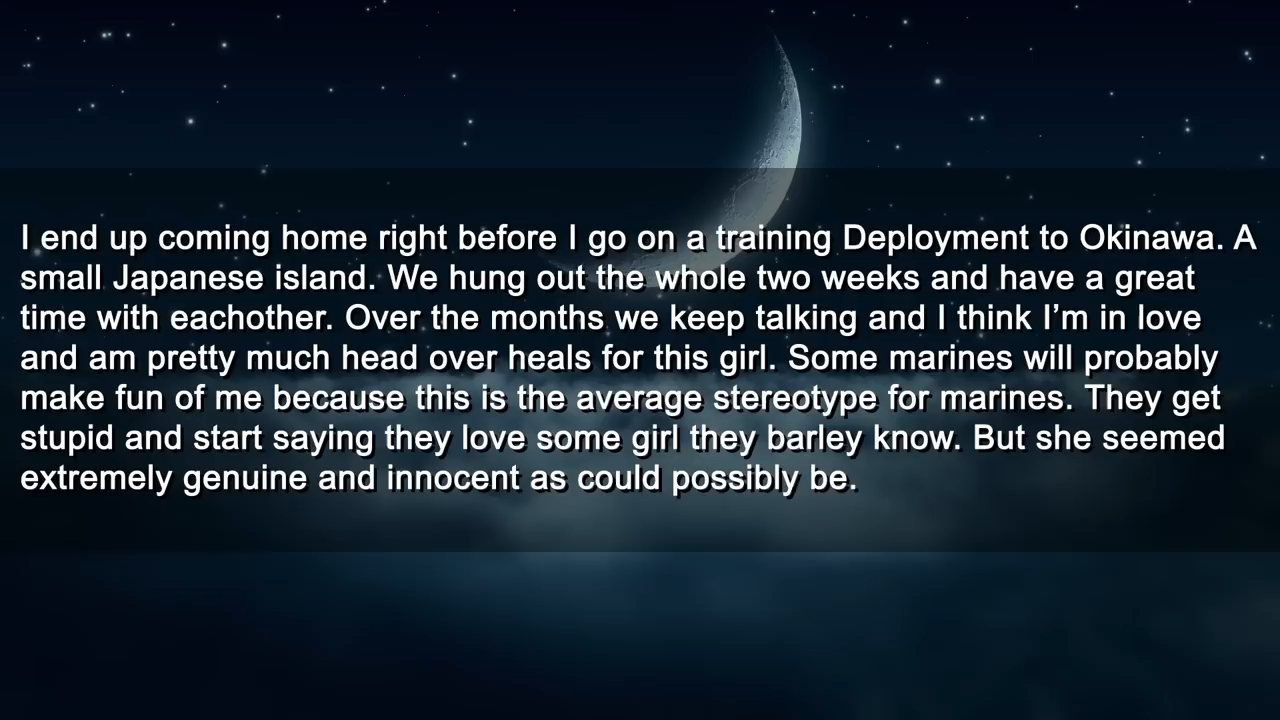 I end up coming home right before I go on a training Deployment to Okinawa. A
small Japanese island. We hung out the whole two weeks and have a great
time with eachother. Over the months we keep talking and I think I’m in love
and am pretty much head over heals for this girl. Some marines will probably
make fun of me because this is the average stereotype for marines. They get
stupid and start saying they love some girl they barley know. But she seemed
extremely genuine and innocent as could possibly be.